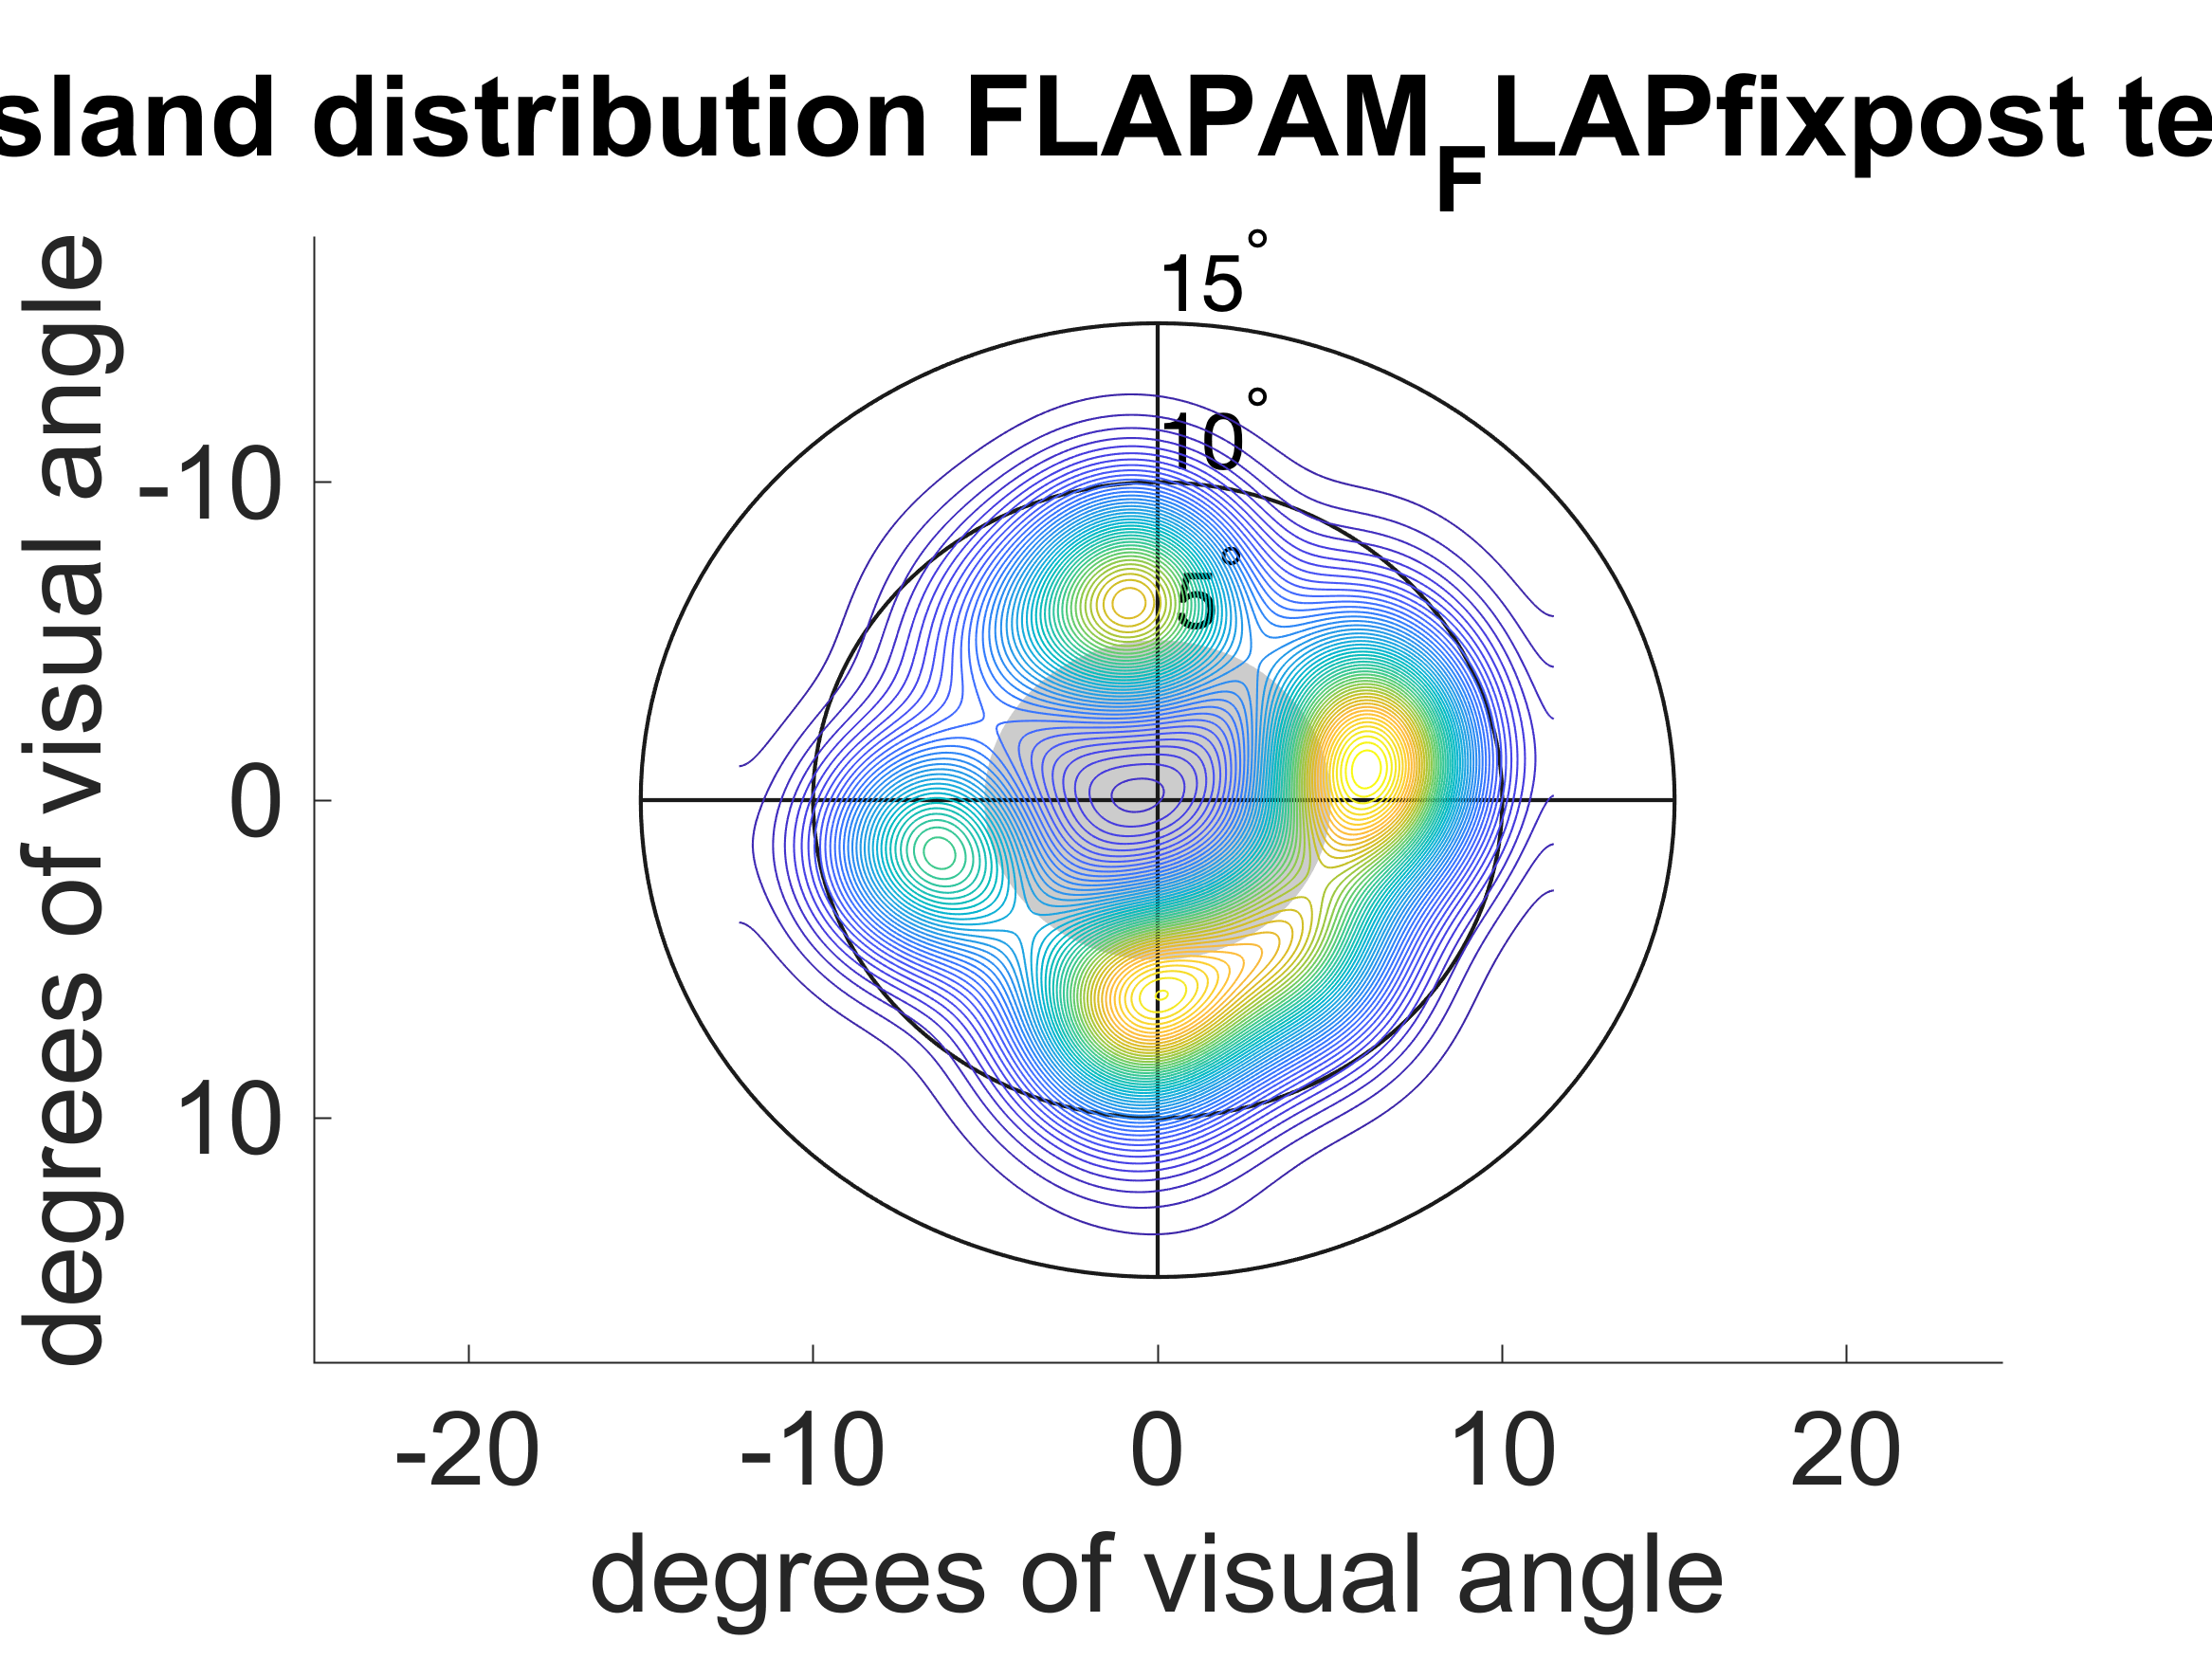 sland distribution FLAPAM_FLAPfixpost te
15°
10°
5°
degrees of visual angle
-10
0
10
-20 -10 0 10 20
degrees of visual angle